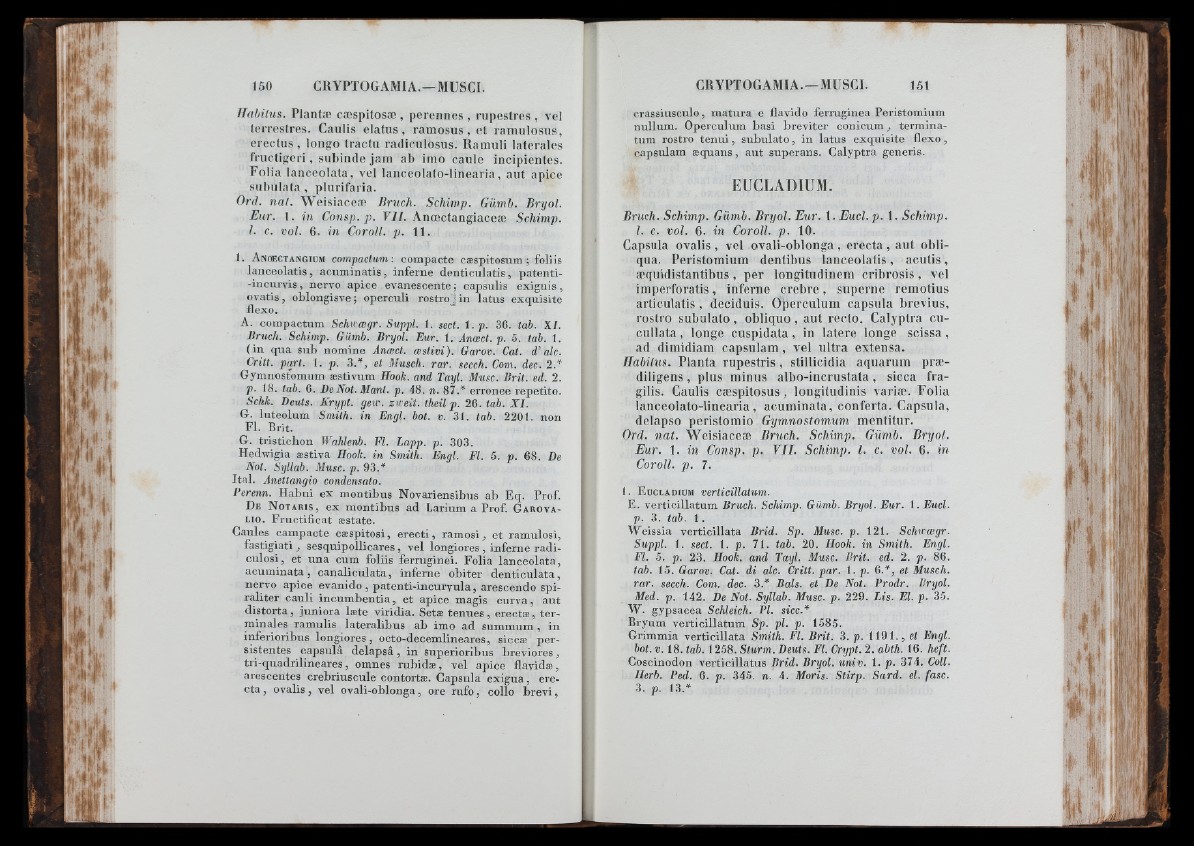 150 CRYPTOGAMIA.—MUSCI.
Habitus. Plantæ cæspitosæ, perennes, rupestres, vel
terrestres. Caulis elatus, ramosus, et ramulosus,
erectus, longo tractu radiculosus. Ramuli laterales
fructigeri, subinde jam ab imo caule incipientes.
Folia lanceolata, vel lanceolato-linearia, aut apice
subulata, plurifaria.
Ord. nat. Weisiaceæ Bruch. Schimp. Gümb. Bryol.
Eur. 1. in Consp. p. VII. Anœctangiaceæ Schimp.
l. c. vol. 6. in Coroll. p. 11.
1. Anœctangium compactum: compacte cæspitosum; foliis
lanceolatis, acuminatis, inferne denticulatis, patenti-
-incurvis, nervo apice evanescente; capsulis exiguis,
ovatis, oblongisve; operculi rostro in latus exquisite
flexo.
A. compactum Schwægr. Suppl. 1. sect. 1. p. 36. tab. XI.
Bruch. Schimp. Gümb. Bryol. Eur. 1. Anœct. p. 5. tab. 1.
(in qua sub nomine Anœct. æstivi). Garov. Cat. d'alc.
Critt. part. 1. p. 3.*, et Musch. rar. secch. Com. dec. 2.*
Gymnostomum æstivum Hook. and Tayl. Musc. Brit. ed. 2.
p. 18. tab. 6. De Not. Mant. p. 48. n. 87.* erronee repetito.
Schk. Deuts. Krypt. gew. zweit. theil p. 26. tab. XI.
G. luteolum Smith. in Engl. bot. v. 31. tab. 2201. non
Fl. Brit.
G. tristichon Wahlenb. Fl. Lapp. p. 303.
Hedwigia æstiva Hook. in Smith. Engl. Fl. 5. p. 68. De
Not. Syllab. Musc. p. 93.*
Ital. Anettangio condensato.
Perenn. Habui ex montibus Novariensibus ab Eq. Prof.
De Notaris, ex montibus ad Larium a Prof. Garova-
lio. Fructificat æstate.
Caules campacte cæspitosi, erecti, ramosi, et ramulosi,
fastigiati, sesquipollicares, vel longiores, inferne radi-
culosi, et una cum foliis ferruginei. Folia lanceolata,
acuminata, canaliculata, inferne obiter denticulata,
nervo apice evanido, patenti-incurvula, arescendo spi-
raliter cauli incumbentia, et apice magis curva, aut
distorta, juniora læte viridia. Setæ tenues, erectæ, ter-
minales ramulis lateralibus ab imo ad summum, in
inferioribus longiores, octo-decemlineares, siccæ per-
sistentes capsulâ delapsâ, in superioribus breviores,
tri-quadrilineares, omnes rubidæ, vel apice flavidæ,
arescentes crebriuscule contortæ. Capsula exigua, ere-
cta, ovalis, vel ovali-oblonga, ore rufo, collo brevi,
CRYPTOGAMIA.—MUSCI. 151
crassiusculo, matura e flavido ferruginea Peristomium
nullum. Operculum basi breviter conicum, termina-
tum rostro tenui, subulato, in latus exquisite flexo,
capsulam æquans, aut superans. Calyptra generis.
EUCLADIUM.
Bruch. Schimp. Gümb. Bryol. Eur. 1. Eucl. p. 1. Schimp.
l. c. vol. 6. in Coroll. p. 10.
Capsula ovalis, vel ovali-oblonga, erecta, aut obli-
qua. Peristomium dentibus lanceolatis, acutis,
æquidistantibus, per longitudinem cribrosis, vel
imperforatis, inferne crebre, superne remotius
articulatis, deciduis. Operculum capsula brevius,
rostro subulato, obliquo, aut recto. Calyptra cu-
cullata, longe cuspidata, in latere longe scissa,
ad dimidiam capsulam, vel ultra extensa.
Habitus. Planta rupestris, stillicidia aquarum præ-
diligens, plus minus albo-incrustata, sicca fra-
gilis. Caulis cæspitosus, longitudinis variæ. Folia
lanceolato-linearia, acuminata, conferta. Capsula,
delapso peristomio Gymnostomum mentitur.
Ord. nat. Weisiaceæ Bruch. Schimp. Gümb. Bryol.
Eur. 1. in Consp. p. VII. Schimp. l. c. vol. 6. in
Coroll. p. 7.
1. Eucladium verticillatum.
E. verticillatum Bruch. Schimp. Gümb. Bryol. Eur. 1. Eucl.
p. 3. tab. 1.
Weissia verticillata Brid. Sp. Musc. p. 121. Schwægr.
Suppl. 1. sect. 1. p. 71. tab. 20. Hook. in Smith. Engl.
Fl. 5. p. 23. Hook. and Tayl. Musc. Brit. ed. 2. p. 86.
tab. 15. Garov. Cat. di alc. Critt. par. 1. p. 6.*, et Musch.
rar. secch. Com. dec. 3.* Bals. et De Not. Prodr. Bryol.
Med. p. 142. De Not. Syllab. Musc. p. 229. Lis. El. p. 35.
W. gypsacea Schleich. Pl. sicc.*
Bryum verticillatum Sp. pl. p. 1585.
Grimmia verticillata Smith. Fl. Brit. 3. p. 1191., et Engl.
bot. v. 18. tab. 1258. Sturm. Deuts. Fl. Crypt. 2. abth. 16. heft.
Coscinodon verticillatus Brid. Bryol. univ. 1. p. 374. Coll.
Herb. Ped. 6. p. 345. n. 4. Moris. Stirp. Sard. el. fasc.
3. p. 13.*